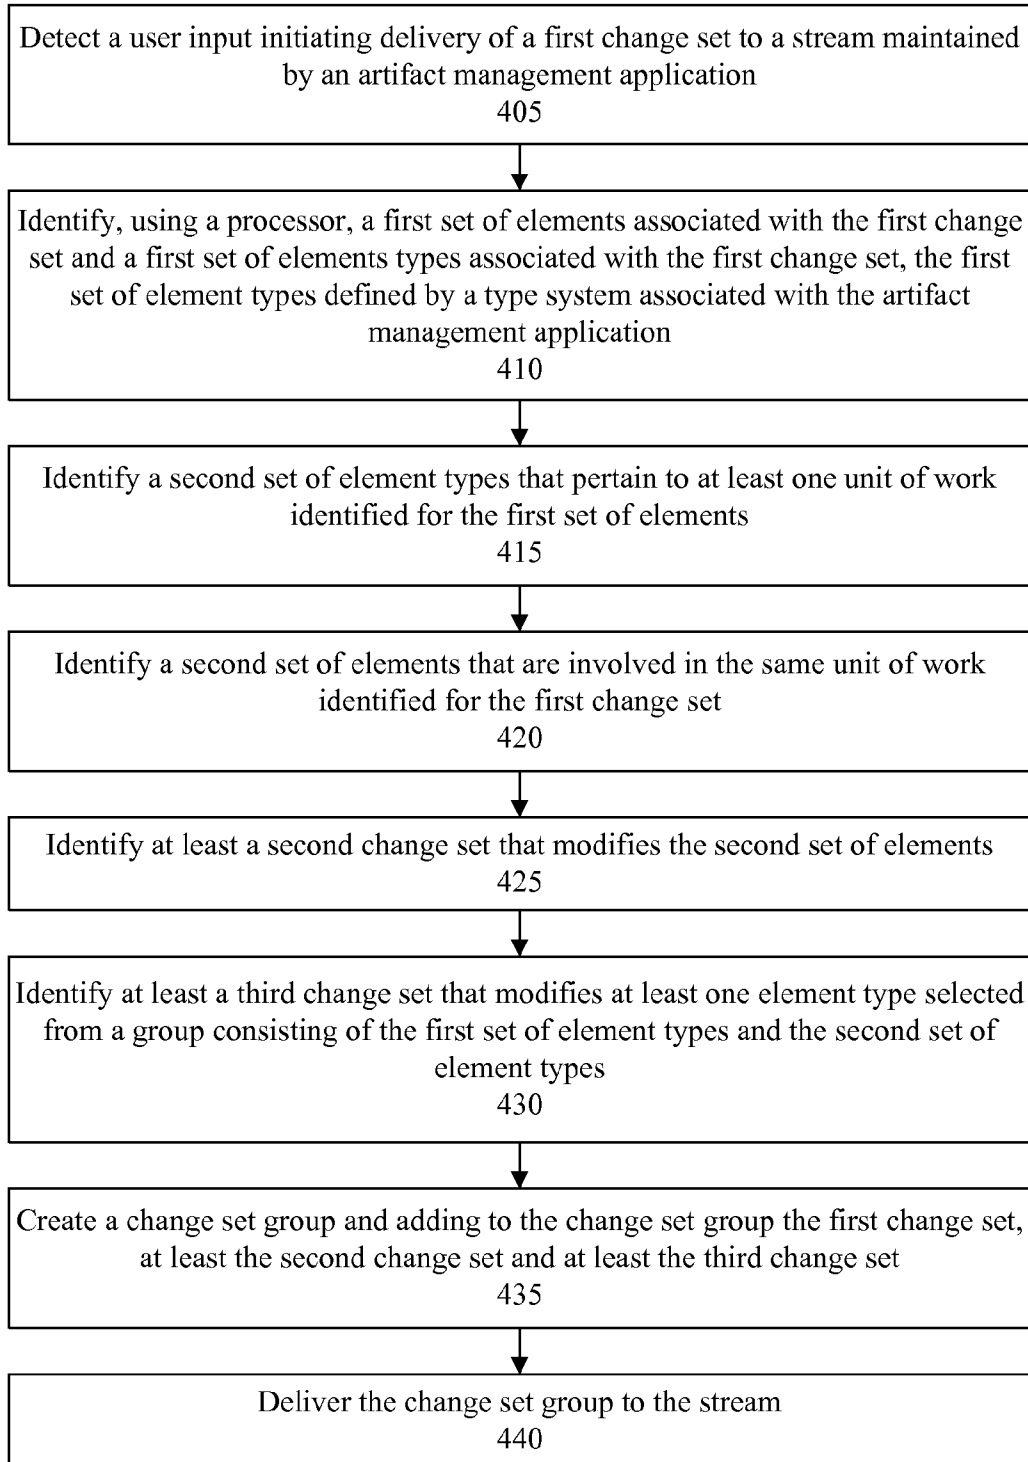 Detect a user input initiating delivery of a first change set to a stream maintained
by an artifact management application
405
Identify, using a processor, a first set of elements associated with the first change
set and a first set of elements types associated with the first change set, the first
set of element types defined by a type system associated with the artifact
management application
410
Identify a second set of element types that pertain to at least one unit of work
identified for the first set of elements
415
Identify a second set of elements that are involved in the same unit of work
identified for the first change set
420
Identify at least a second change set that modifies the second set of elements
425
Identify at least a third change set that modifies at least one element type selected
from a group consisting of the first set of element types and the second set of
element types
430
Create a change set group and adding to the change set group the first change set,
at least the second change set and at least the third change set
435
Deliver the change set group to the stream
440